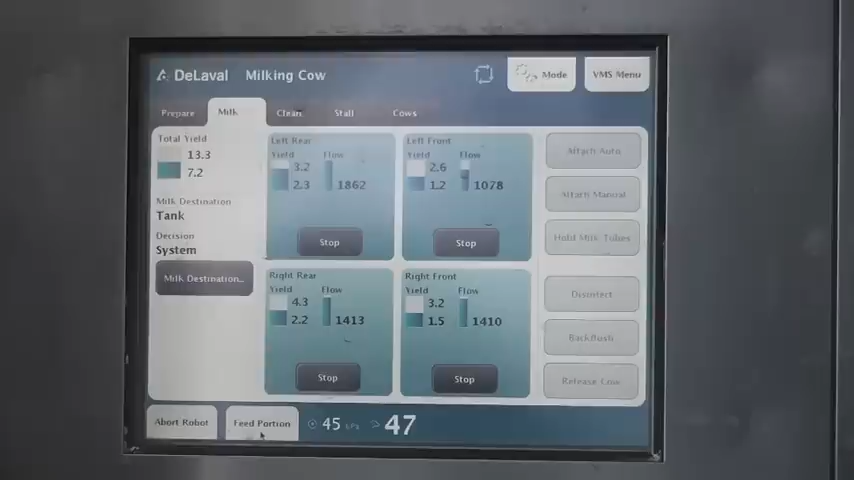 DeLaval Milking Cow Mode VMS Menu
Prepare Milk Clean Stall Cows
Total Yield
13.3
7.2
Milk Destination
Tank
Decision
System
Milk Destination...
Left Rear
Yield Flow
3.2
2.3 1862
Stop
Left Front
Yield Flow
2.6
1.2 1078
Stop
Right Rear
Yield Flow
4.3
2.2 1413
Stop
Right Front
Yield Flow
3.2
1.5 1410
Stop
Attach Auto
Attach Manual
Hold Milk Tubes
Disinfect
Backflush
Release Cow
Abort Robot Feed Portion 45 kPa 47